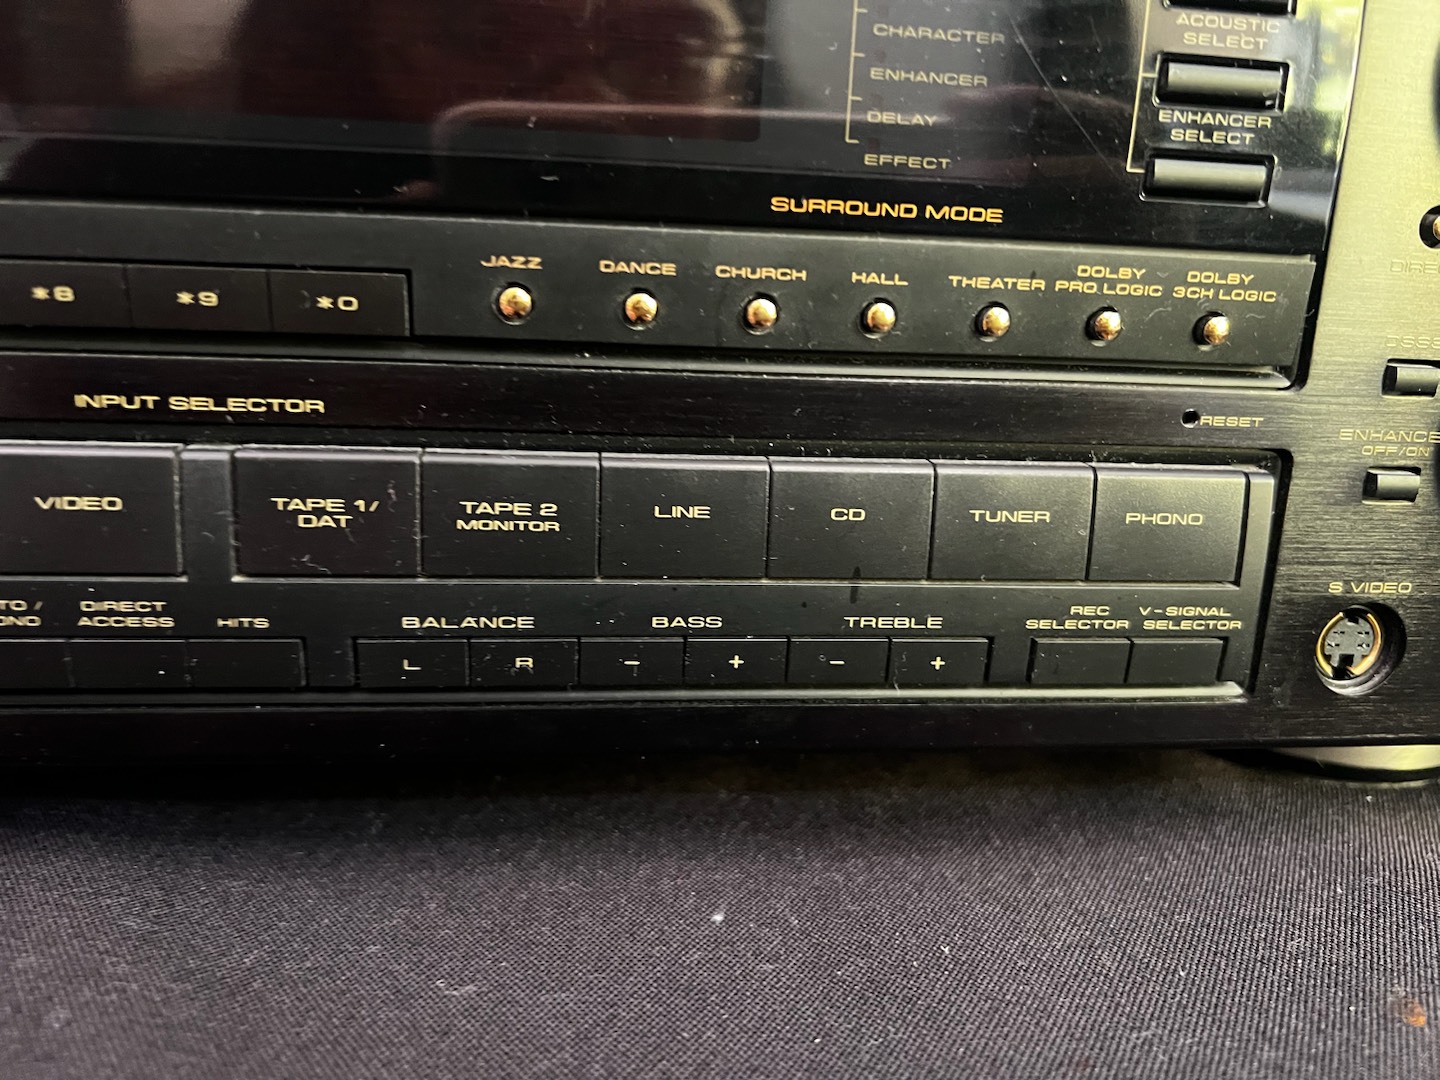 ACOUSTIC
SELECT
CHARACTER
ENHANCER
DELAY
EFFECT
ENHANCER
SELECT
SURROUND MODE
*8
*9
*0
JAZZ
DANCE
CHURCH
HALL
THEATER
DOLBY
PRO LOGIC
DOLBY
3CH LOGIC
INPUT SELECTOR
RESET
OFF/ON
VIDEO
TAPE 1/
DAT
TAPE 2
MONITOR
LINE
CD
TUNER
PHONO
S VIDEO
DIRECT
ACCESS
HITS
BALANCE
L
R
BASS
-
+
TREBLE
-
+
REC
SELECTOR
V-SIGNAL
SELECTOR